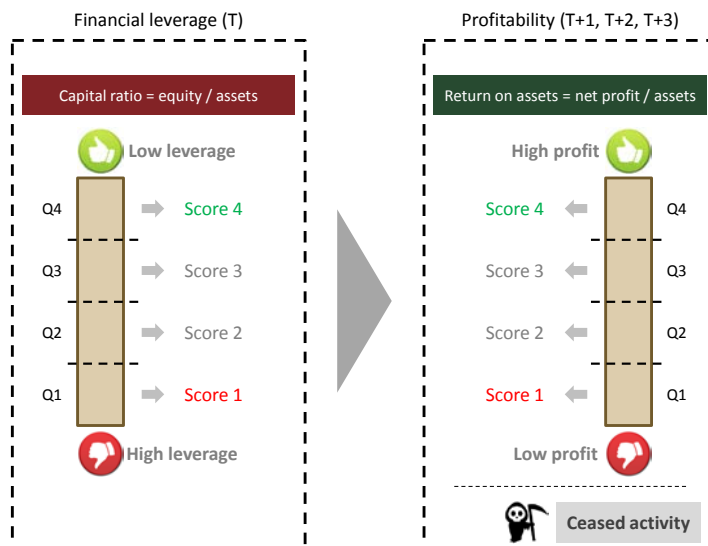 Financial leverage (T)
Capital ratio = equity / assets
Low leverage
Q4 Score 4
Q3 Score 3
Q2 Score 2
Q1 Score 1
High leverage
Profitability (T+1, T+2, T+3)
Return on assets = net profit / assets
High profit
Score 4 Q4
Score 3 Q3
Score 2 Q2
Score 1 Q1
Low profit
Ceased activity